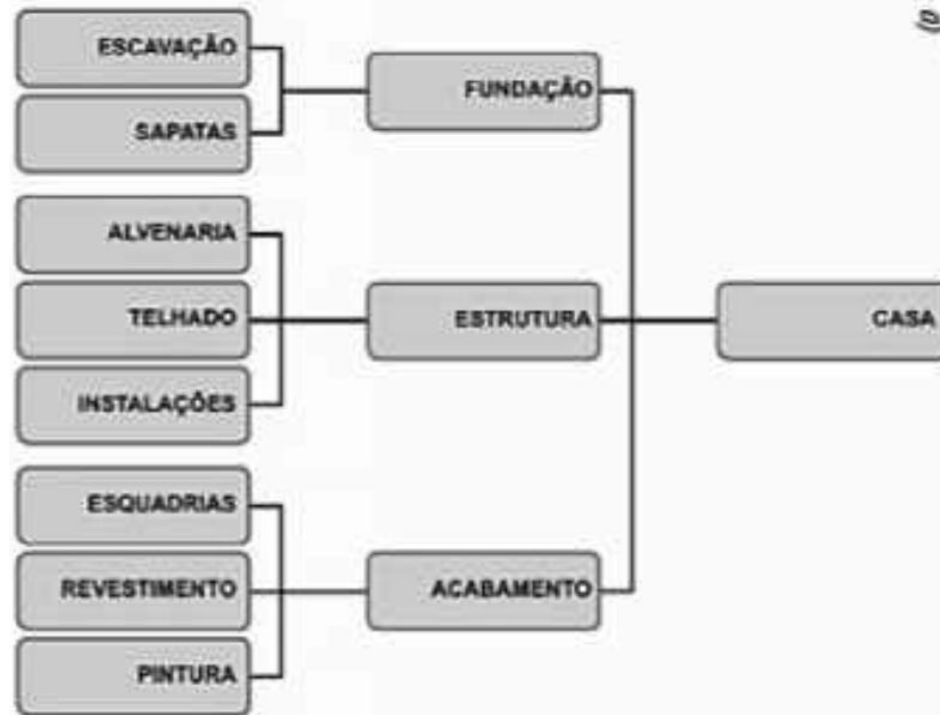 ESCAVAÇÃO
SAPATAS
FUNDAÇÃO
ALVENARIA
TELHADO
INSTALAÇÕES
ESTRUTURA
CASA
ESQUADRIAS
REVESTIMENTO
PINTURA
ACABAMENTO